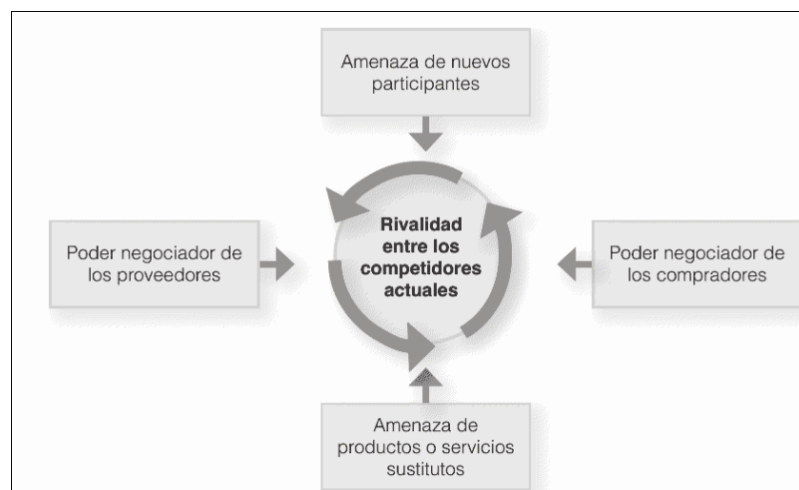 Amenaza de nuevos
participantes
Poder negociador de
los proveedores
Rivalidad
entre los
competidores
actuales
Poder negociador de
los compradores
Amenaza de
productos o servicios
sustitutos